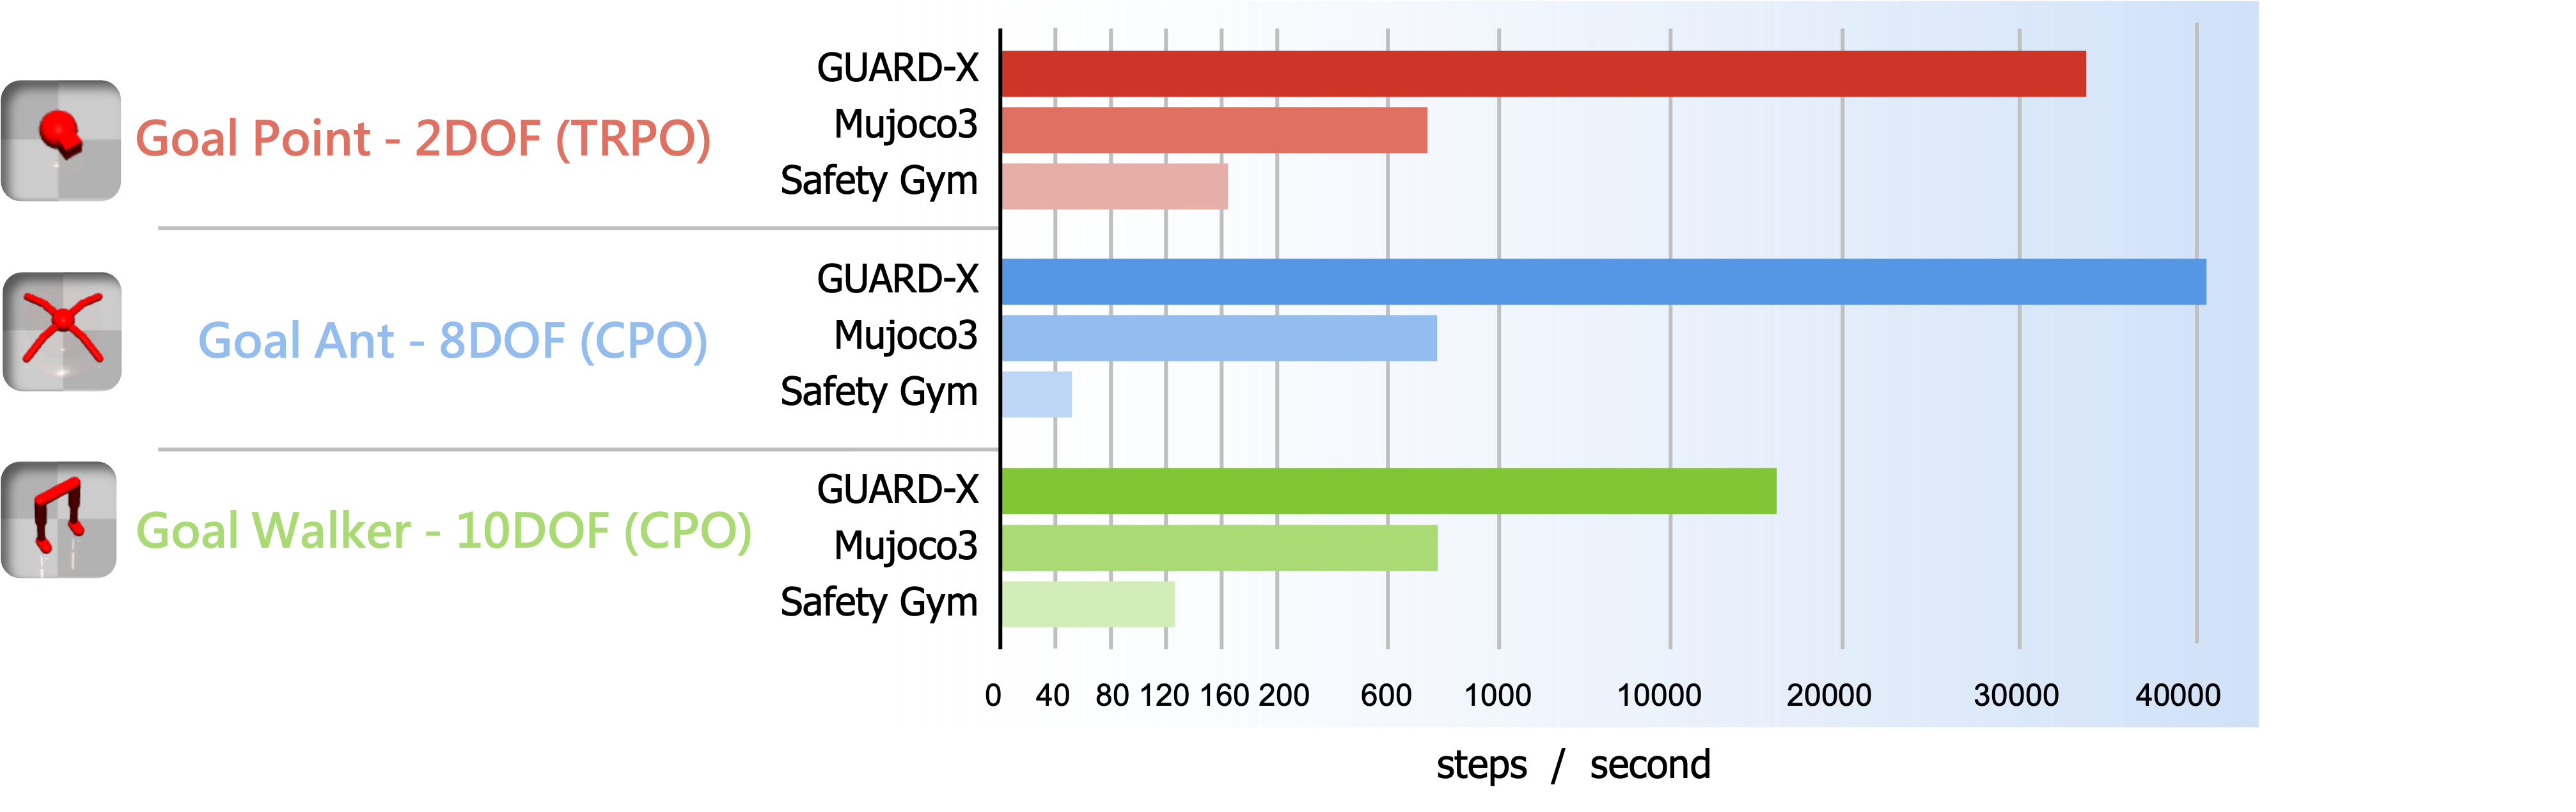 Goal Point - 2DOF (TRPO)
GUARD-X
Mujoco3
Safety Gym
Goal Ant - 8DOF (CPO)
GUARD-X
Mujoco3
Safety Gym
Goal Walker - 10DOF (CPO)
GUARD-X
Mujoco3
Safety Gym
0 40 80 120 160 200 600 1000 10000 20000 30000 40000
steps / second